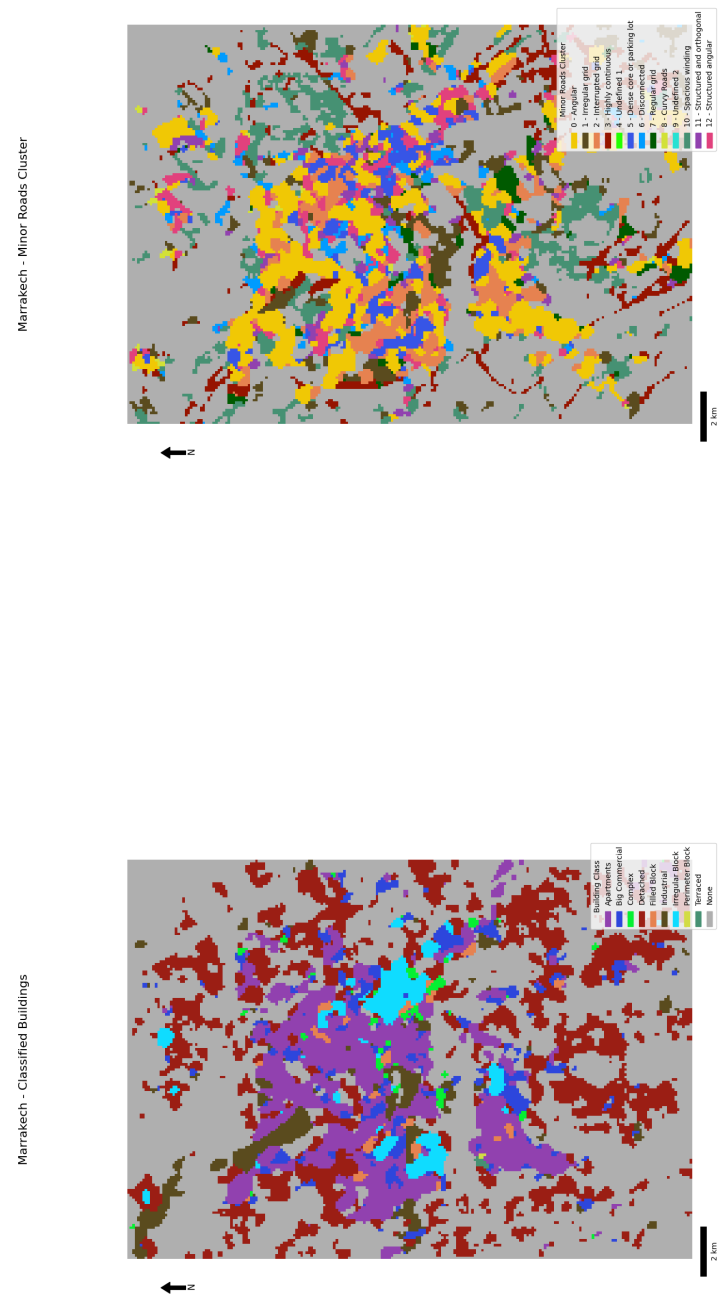 Marrakech - Minor Roads Cluster
Minor Roads Cluster
0 - Angular
1 - Irregular grid
2 - Interrupted grid
3 - Highly continuous
4 - Undefined 1
5 - Dense core or parking lot
6 - Disconnected
7 - Regular grid
8 - Curvy Roads
9 - Undefined 2
10 - Spacious winding
11 - Structured and orthogonal
12 - Structured angular
N
2 km
Marrakech - Classified Buildings
Building Class
Apartments
Big Commercial
Complex
Detached
Filled Block
Industrial
Irregular Block
Perimeter Block
Terraced
None
N
2 km